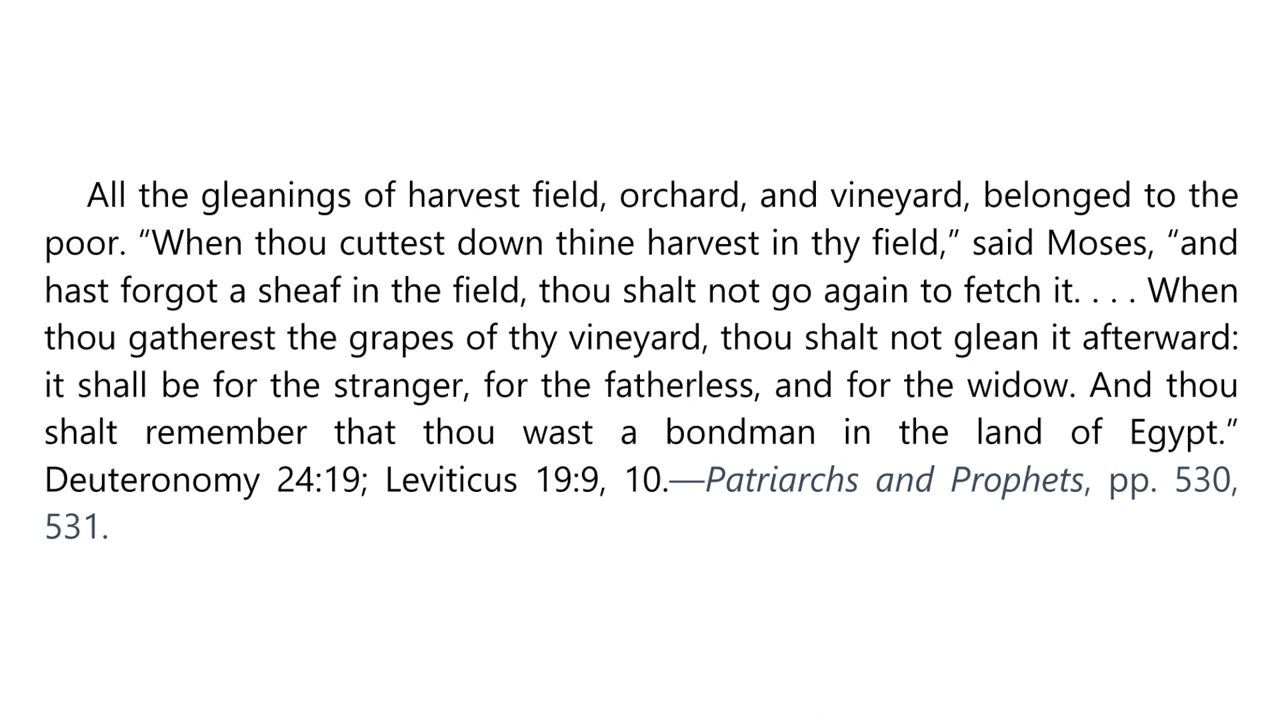 All the gleanings of harvest field, orchard, and vineyard, belonged to the
poor. “When thou cuttest down thine harvest in thy field,” said Moses, “and
hast forgot a sheaf in the field, thou shalt not go again to fetch it. . . . When
thou gatherest the grapes of thy vineyard, thou shalt not glean it afterward:
it shall be for the stranger, for the fatherless, and for the widow. And thou
shalt remember that thou wast a bondman in the land of Egypt.”
Deuteronomy 24:19; Leviticus 19:9, 10.—Patriarchs and Prophets, pp. 530,
531.